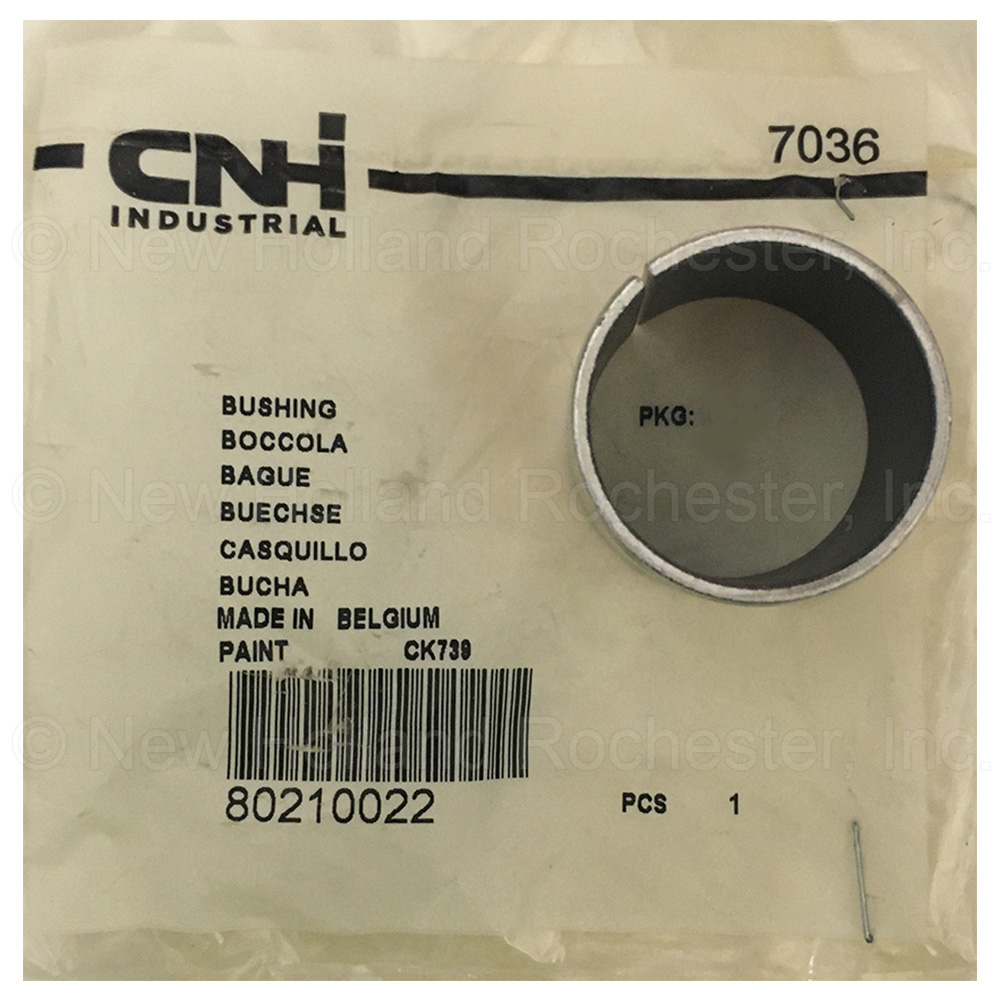 CNH
INDUSTRIAL
7036
© New Holland Rochester, Inc.
BUSHING
BOCCOLA
PKG:
BAGUE
© New Holland Rochester, Inc.
BUECHSE
CASQUILLO
BUCHA
MADE IN BELGIUM
PAINT CK739
© New Holland Rochester, Inc.
80210022
PCS 1